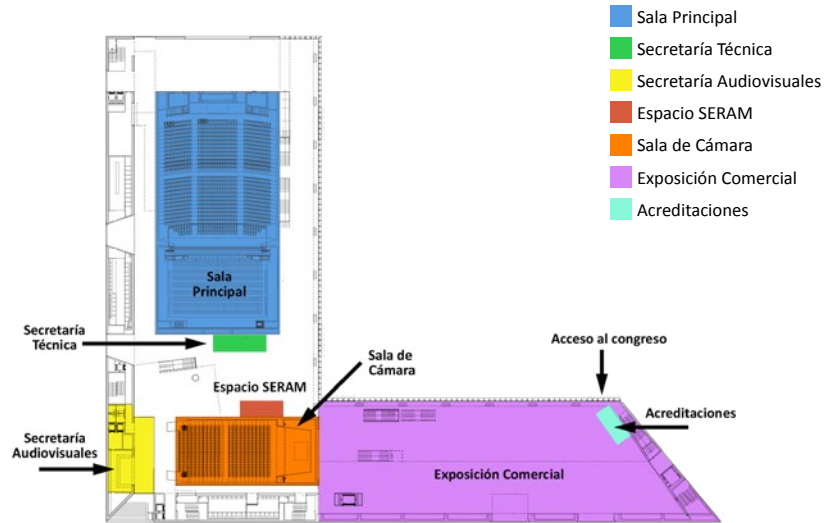 Sala Principal
Secretaría Técnica
Secretaría Audiovisuales
Espacio SERAM
Sala de Cámara
Exposición Comercial
Acreditaciones
Sala
Principal
Secretaría
Técnica
Sala de
Cámara
Acceso al congreso
Espacio SERAM
Acreditaciones
Secretaría
Audiovisuales
Exposición Comercial